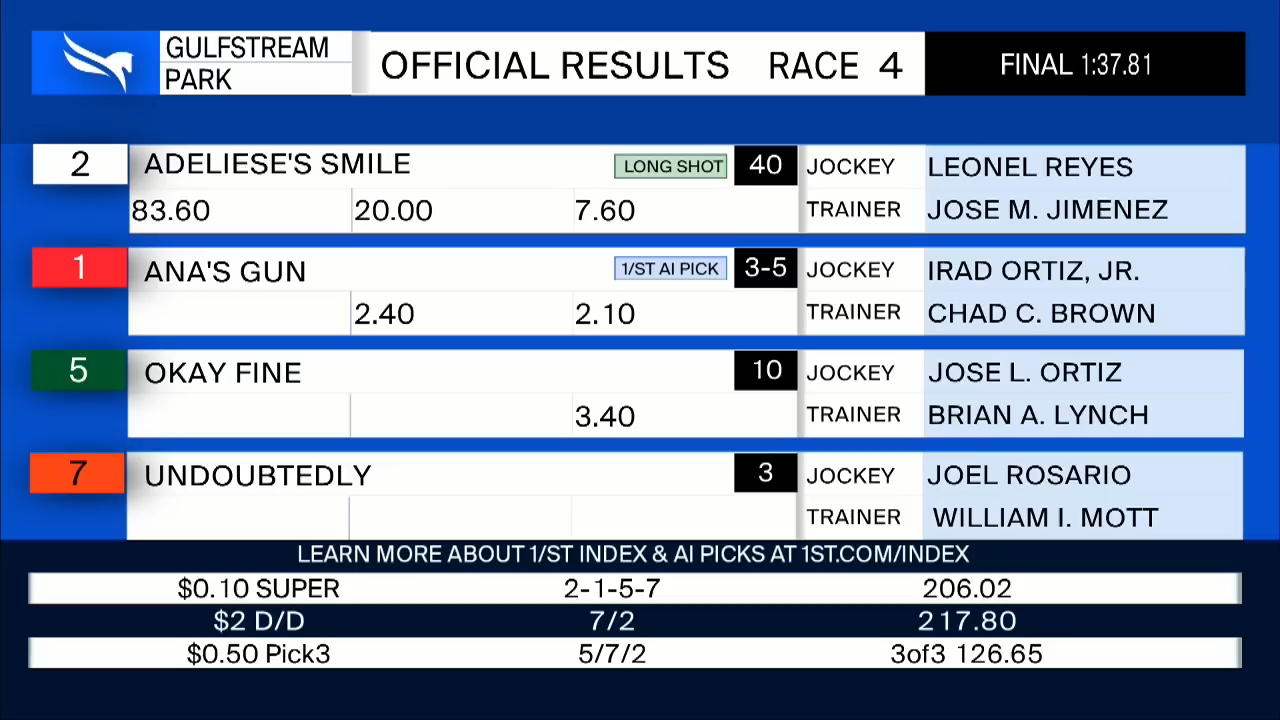 GULFSTREAM
PARK
OFFICIAL RESULTS RACE 4
FINAL 1:37.81
2 ADELIESE'S SMILE LONG SHOT 40 JOCKEY LEONEL REYES
83.60 20.00 7.60 TRAINER JOSE M. JIMENEZ
1 ANA'S GUN 1/ST AI PICK 3-5 JOCKEY IRAD ORTIZ, JR.
2.40 2.10 TRAINER CHAD C. BROWN
5 OKAY FINE 10 JOCKEY JOSE L. ORTIZ
3.40 TRAINER BRIAN A. LYNCH
7 UNDOUBTEDLY 3 JOCKEY JOEL ROSARIO
TRAINER WILLIAM I. MOTT
LEARN MORE ABOUT 1/ST INDEX & AI PICKS AT 1ST.COM/INDEX
$0.10 SUPER 2-1-5-7 206.02
$2 D/D 7/2 217.80
$0.50 Pick3 5/7/2 3of3 126.65